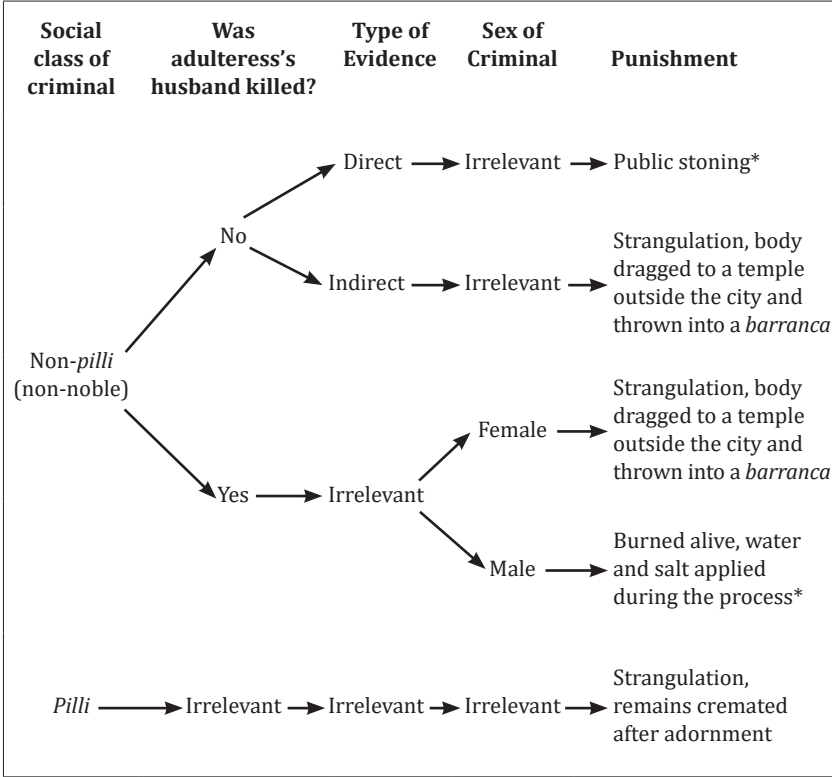 Social
class of
criminal
Was
adulteress’s
husband killed?
Type of
Evidence
Sex of
Criminal
Punishment
Direct
Irrelevant
Public stoning*
No
Indirect
Irrelevant
Strangulation, body
dragged to a temple
outside the city and
thrown into a barranca
Non-pilli
(non-noble)
Yes
Irrelevant
Female
Strangulation, body
dragged to a temple
outside the city and
thrown into a barranca
Male
Burned alive, water
and salt applied
during the process*
Pilli
Irrelevant
Irrelevant
Irrelevant
Strangulation,
remains cremated
after adornment